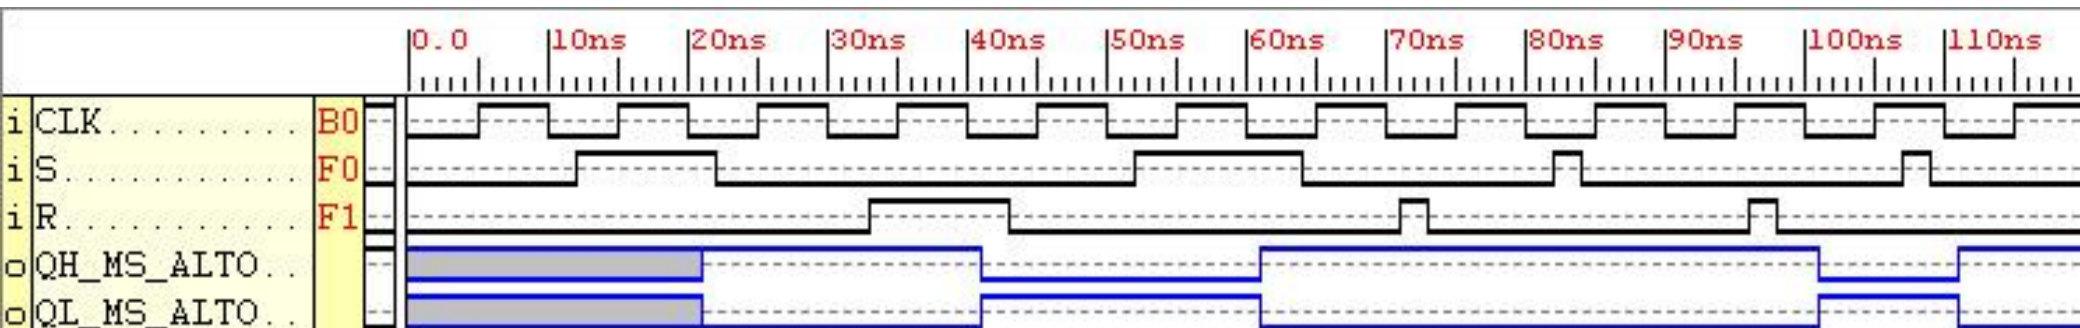 0.0 10ns 20ns 30ns 40ns 50ns 60ns 70ns 80ns 90ns 100ns 110ns
i CLK.......... B0
i S............ F0
i R............ F1
o QH_MS_ALTO..
o QL_MS_ALTO..